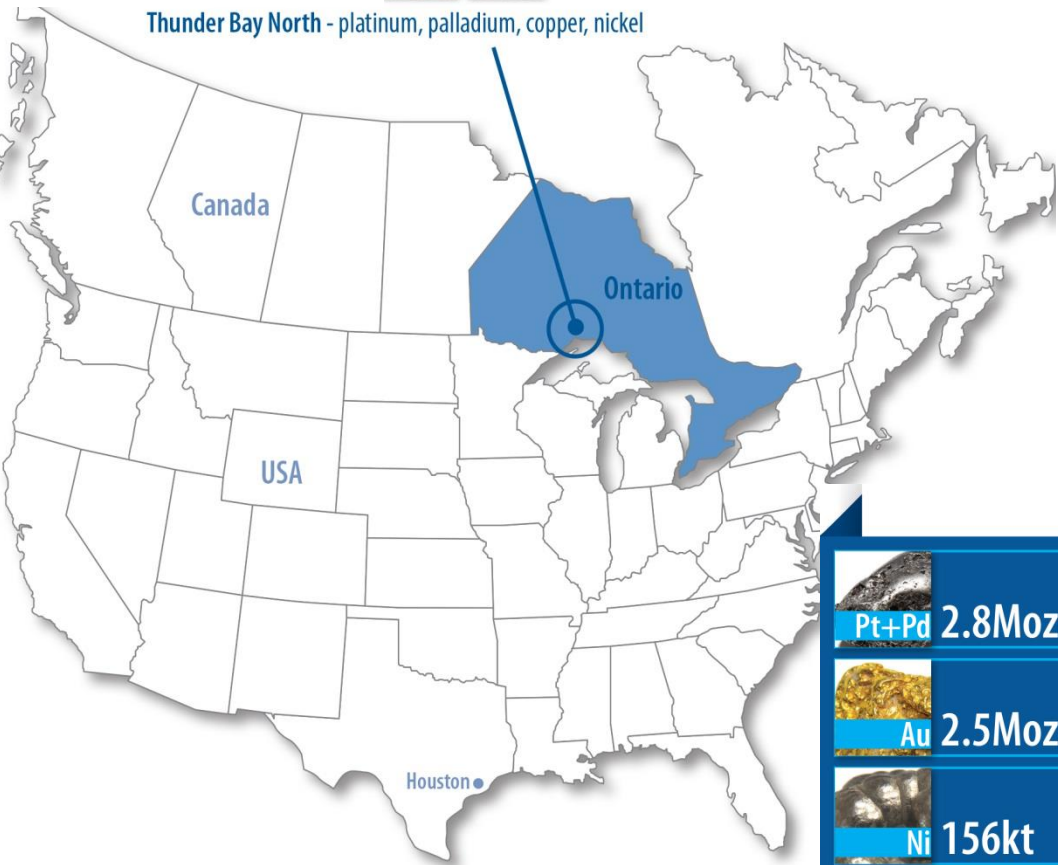 Thunder Bay North - platinum, palladium, copper, nickel
Canada
Ontario
USA
Houston
Pt+Pd 2.8Moz
Au 2.5Moz
Ni 156kt